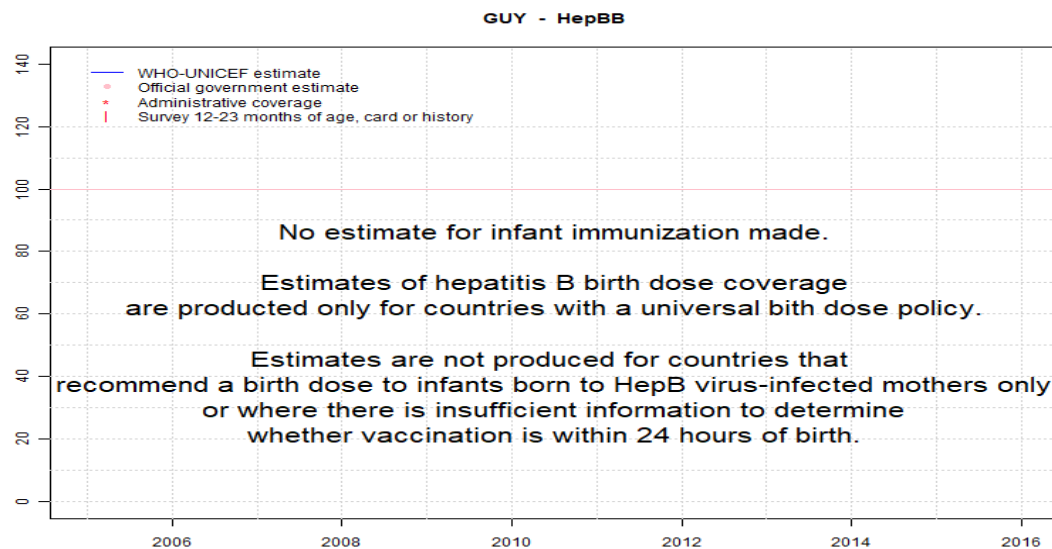 GUY - HepBB
WHO-UNICEF estimate
Official government estimate
Administrative coverage
Survey 12-23 months of age, card or history
140
120
100
80
60
40
20
0
No estimate for infant immunization made.
Estimates of hepatitis B birth dose coverage
are producted only for countries with a universal bith dose policy.
Estimates are not produced for countries that
recommend a birth dose to infants born to HepB virus-infected mothers only
or where there is insufficient information to determine
whether vaccination is within 24 hours of birth.
2006 2008 2010 2012 2014 2016